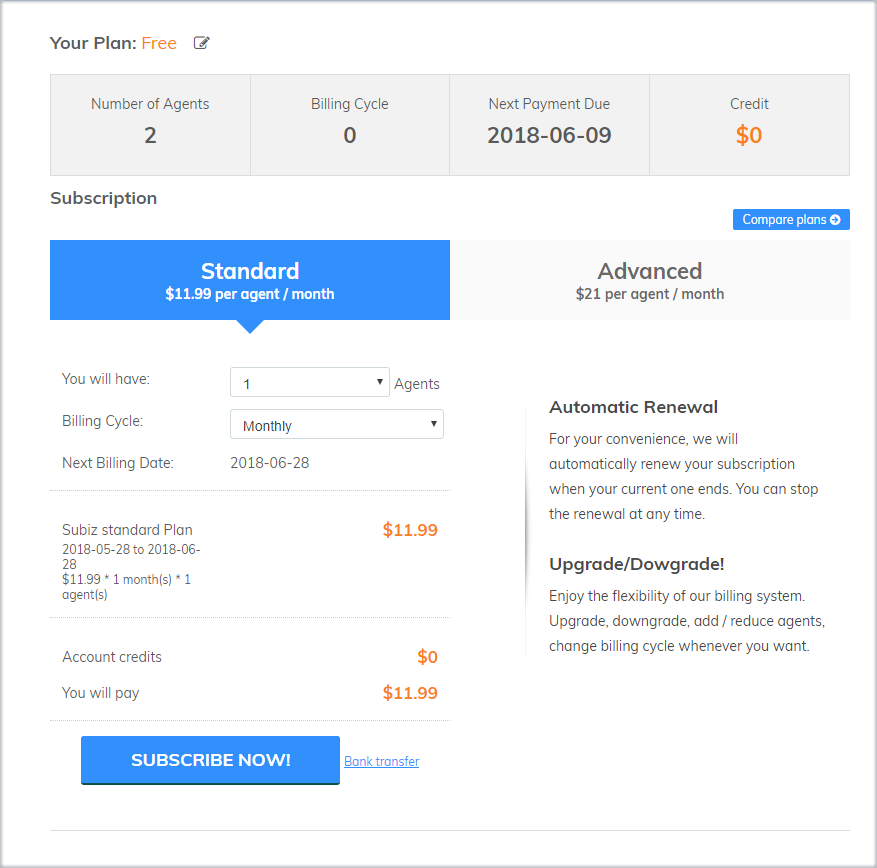 Your Plan: Free
Number of Agents
2
Billing Cycle
0
Next Payment Due
2018-06-09
Credit
$0
Subscription
Compare plans
Standard
$11.99 per agent / month
Advanced
$21 per agent / month
You will have:
1
Agents
Billing Cycle:
Monthly
Next Billing Date:
2018-06-28
Subiz standard Plan
$11.99
2018-05-28 to 2018-06-
28
$11.99 * 1 month(s) * 1
agent(s)
Account credits
$0
You will pay
$11.99
SUBSCRIBE NOW!
Bank transfer
Automatic Renewal
For your convenience, we will
automatically renew your subscription
when your current one ends. You can stop
the renewal at any time.
Upgrade/Dowgrade!
Enjoy the flexibility of our billing system.
Upgrade, downgrade, add / reduce agents,
change billing cycle whenever you want.